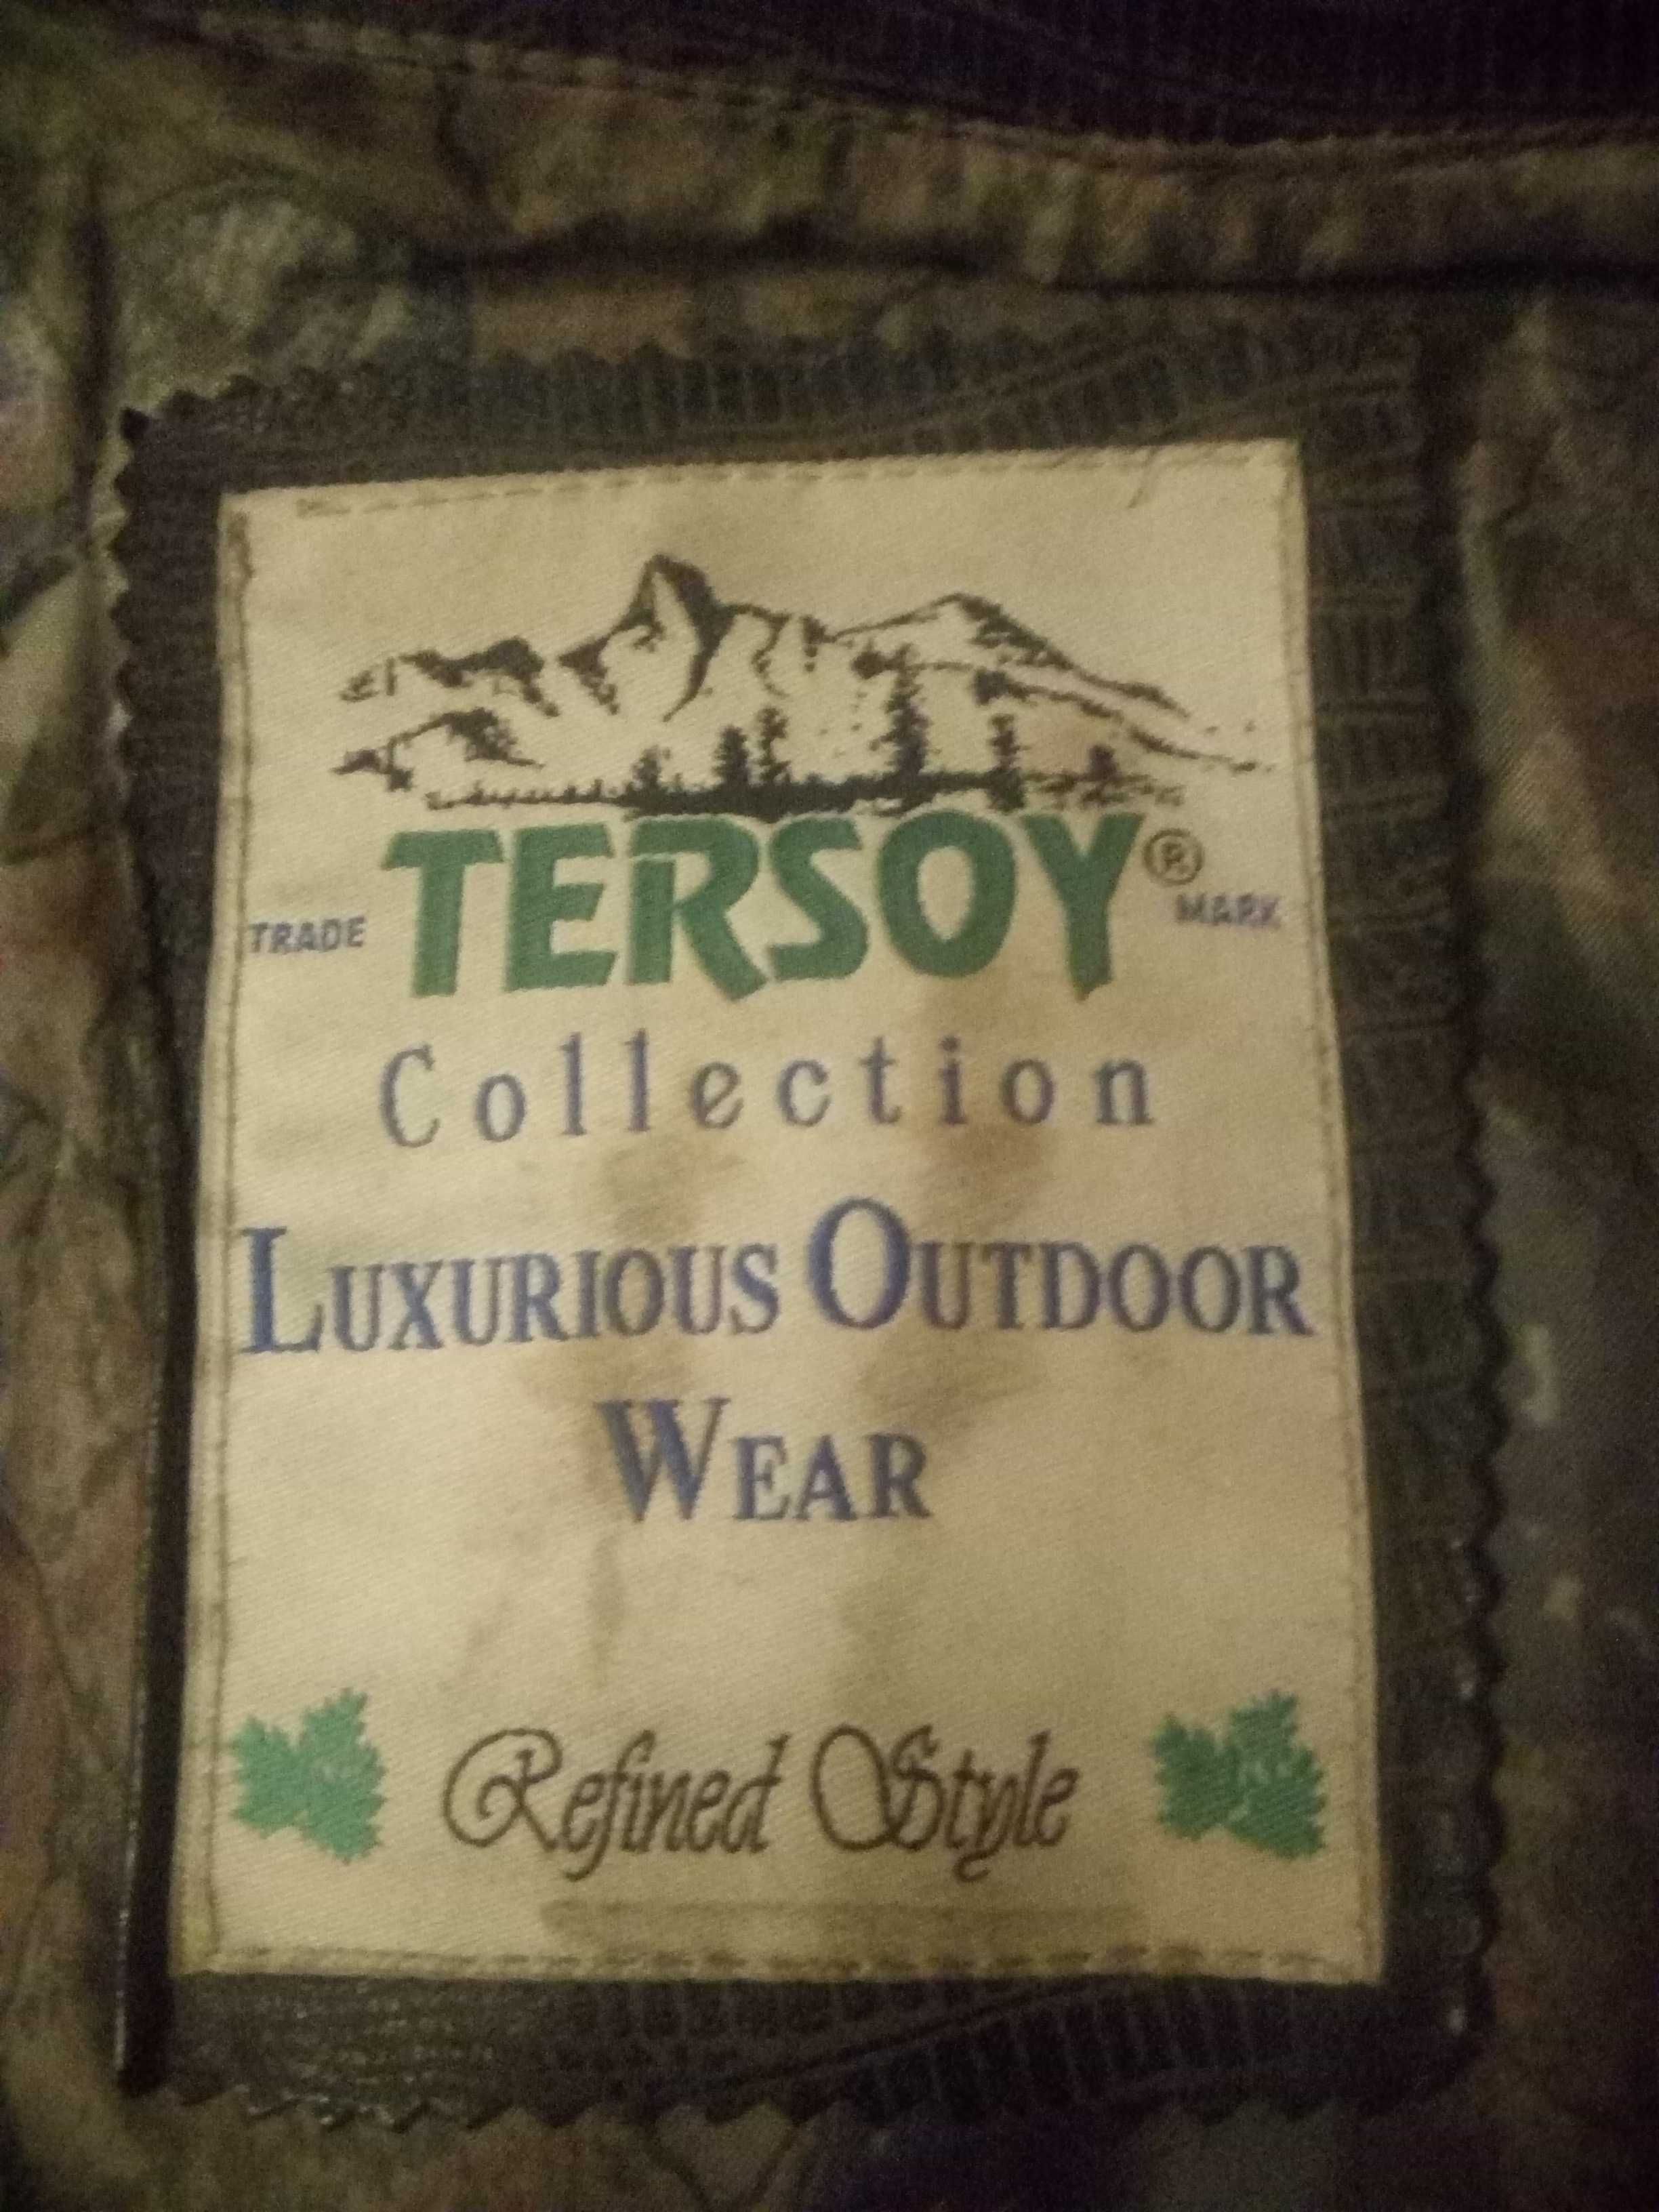 TRADE TERSOY® MARK
Collection
LUXURIOUS OUTDOOR
WEAR
Refined Style